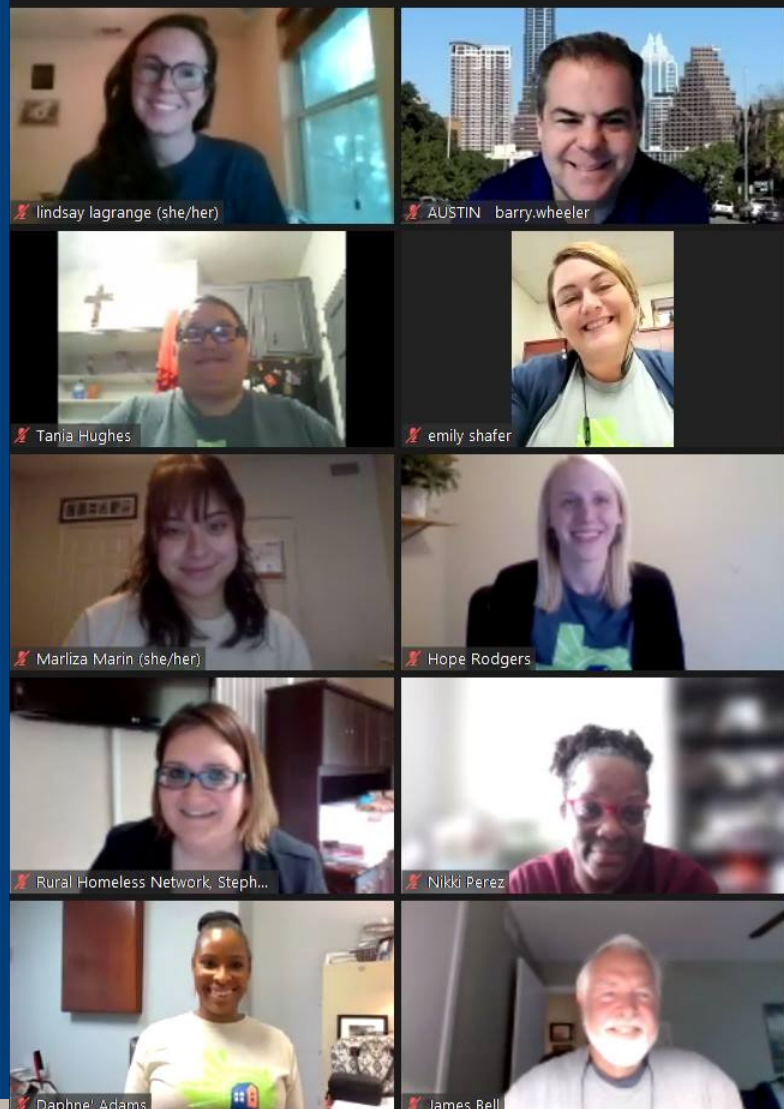 lindsay lagrange (she/her)
AUSTIN barry.wheeler
Tania Hughes
emily shafer
Marliza Marin (she/her)
Hope Rodgers
Rural Homeless Network, Steph...
Nikki Perez
Daphne' Adams
James Bell